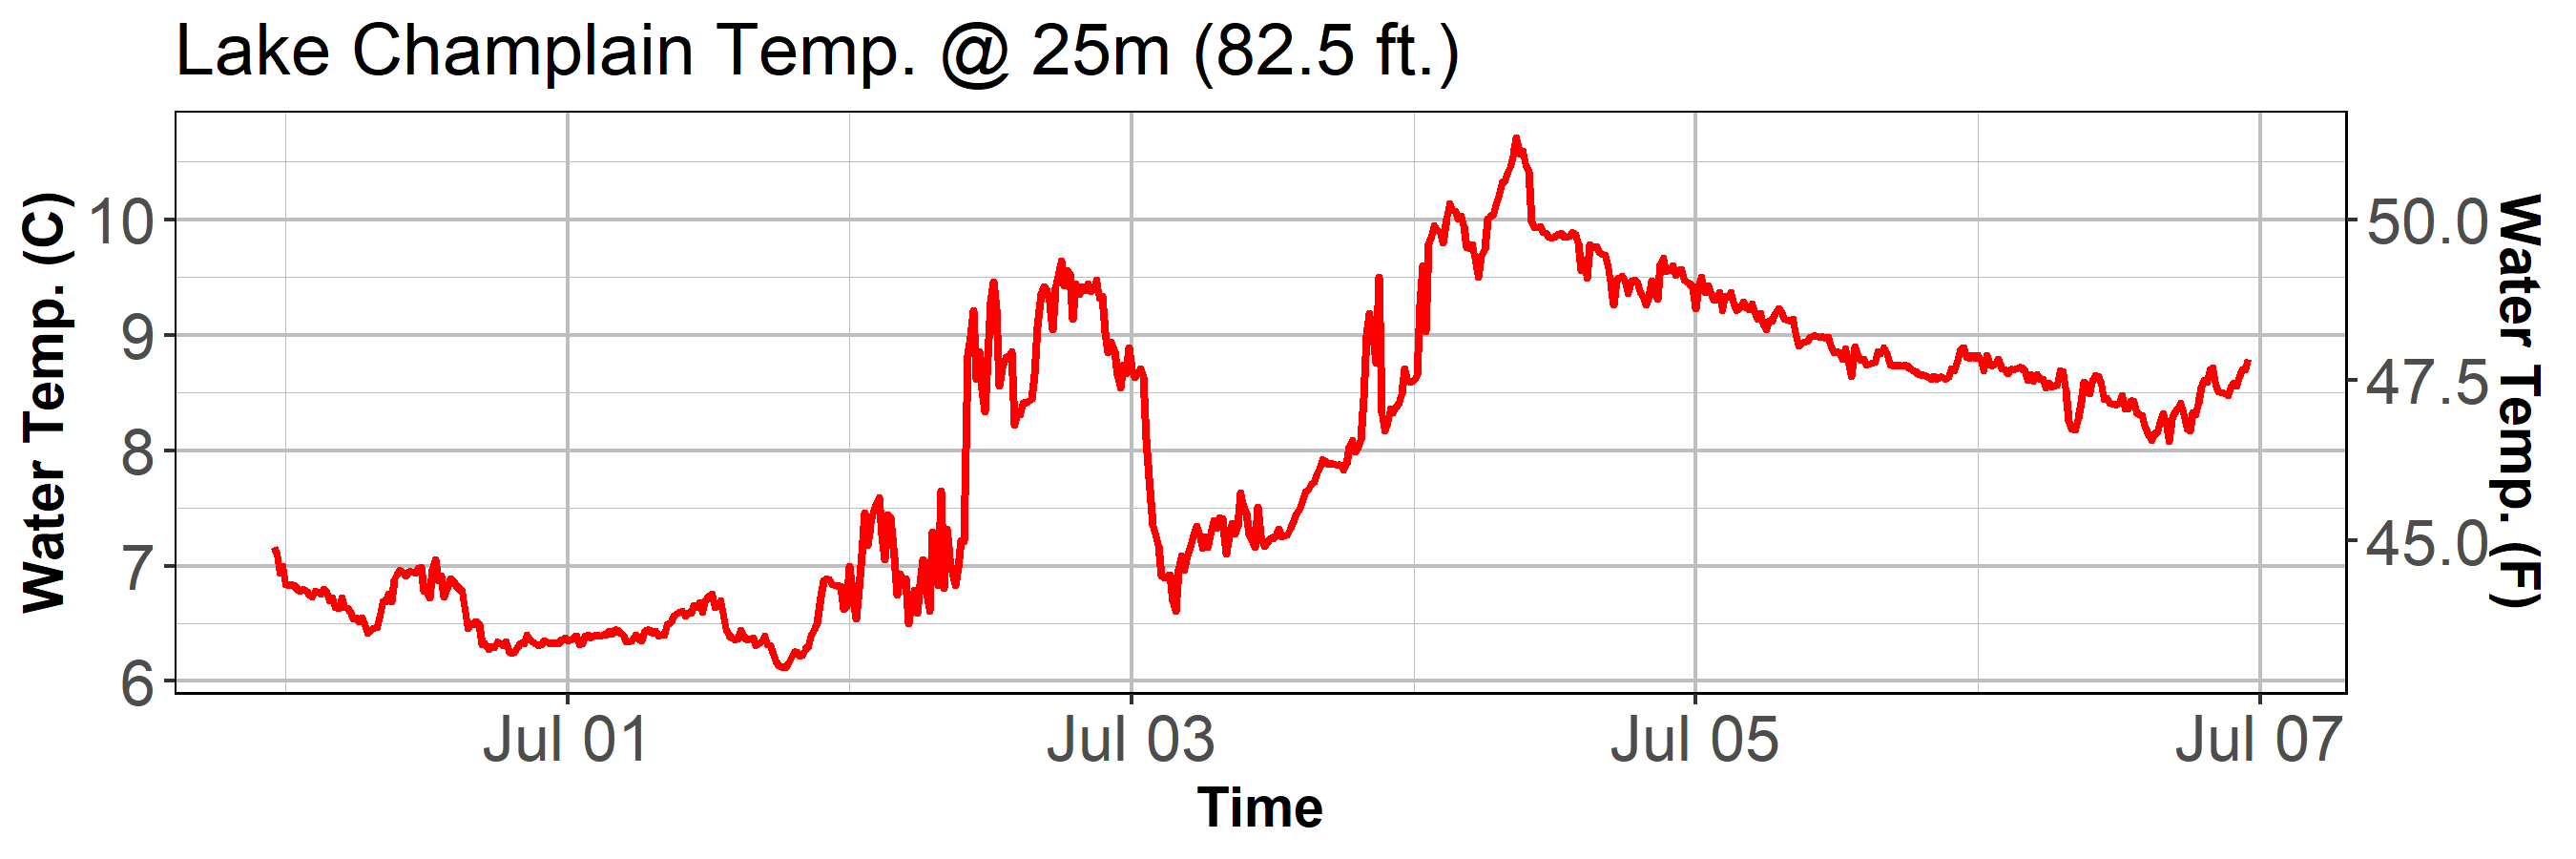 Lake Champlain Temp. @ 25m (82.5 ft.)
Water Temp. (C)
10
9
8
7
6
50.0
47.5
45.0
Water Temp. (F)
Jul 01 Jul 03 Jul 05 Jul 07
Time